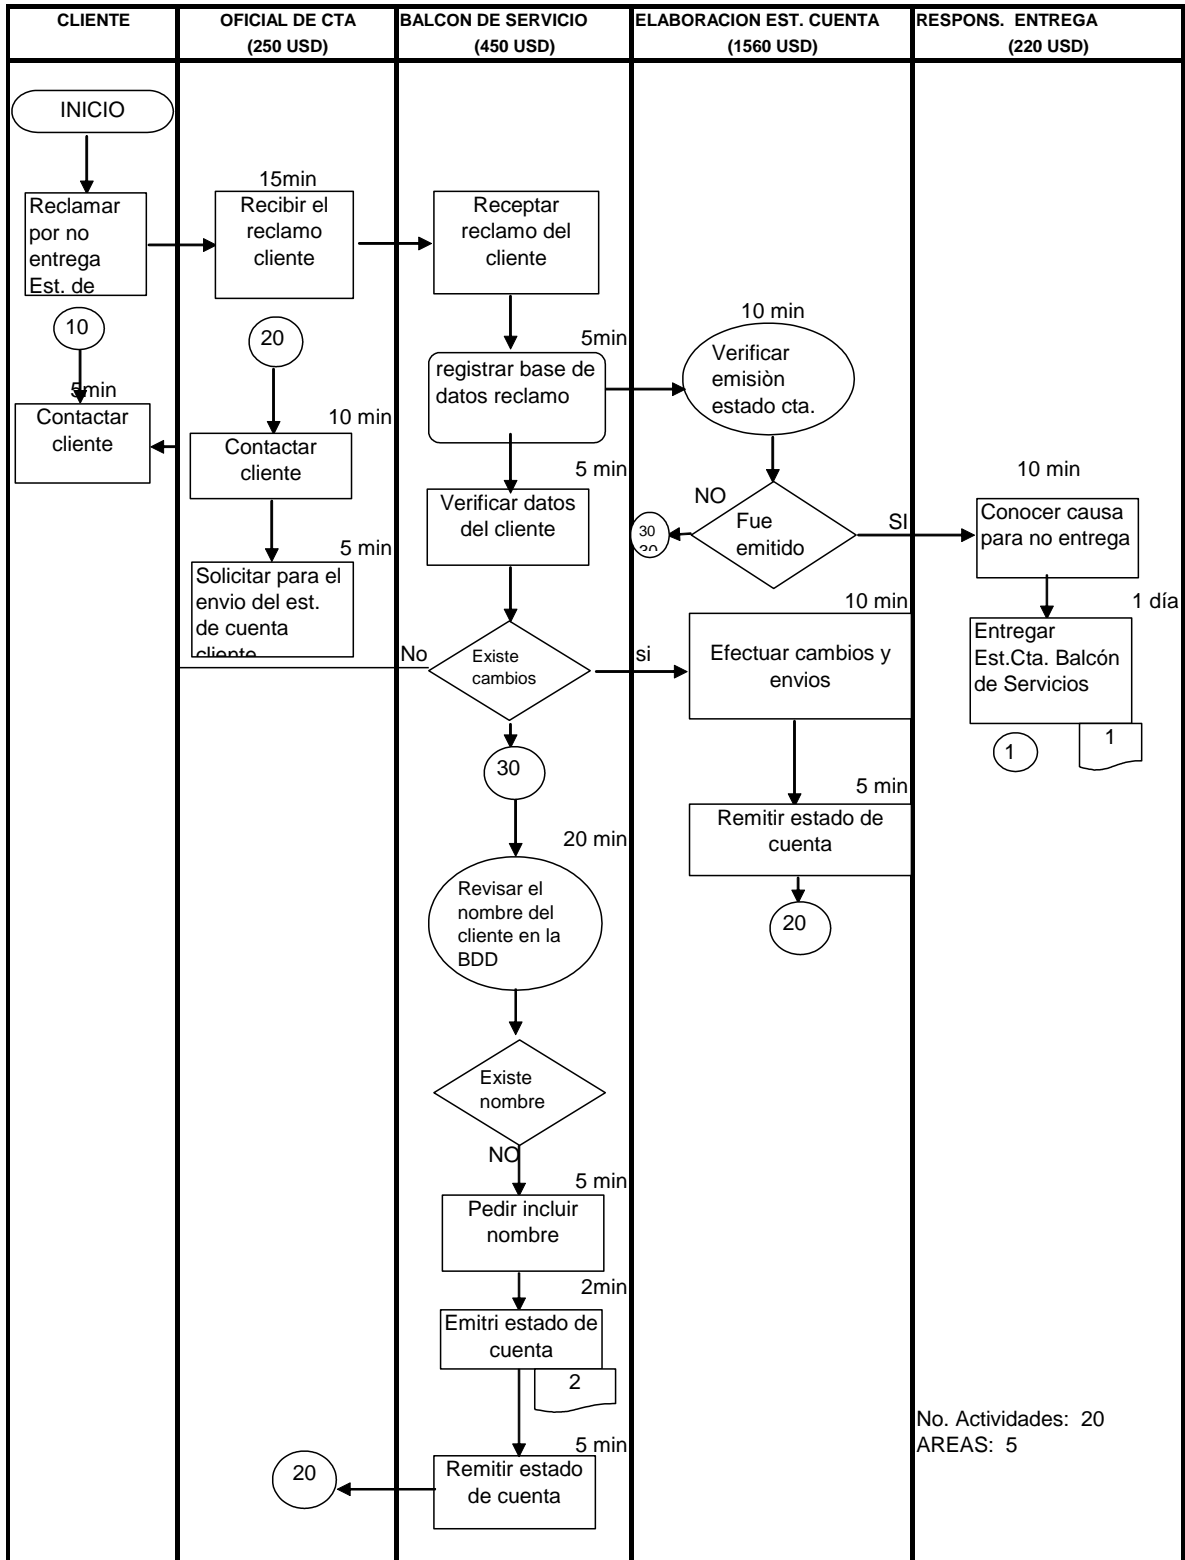 CLIENTE
OFICIAL DE CTA
(250 USD)
BALCON DE SERVICIO
(450 USD)
ELABORACION EST. CUENTA
(1560 USD)
RESPONS. ENTREGA
(220 USD)
INICIO
Reclamar
por no
entrega
Est. de
15min
Recibir el
reclamo
cliente
Receptar
reclamo del
cliente
10
5min
Contactar
cliente
20
10 min
Contactar
cliente
5 min
Solicitar para el
envio del est.
de cuenta
cliente
5min
registrar base de
datos reclamo
5 min
Verificar datos
del cliente
No
Existe
cambios
si
30
20 min
Revisar el
nombre del
cliente en la
BDD
Existe
nombre
NO
5 min
Pedir incluir
nombre
2min
Emitri estado de
cuenta
2
5 min
Remitir estado
de cuenta
20
10 min
Verificar
emisiòn
estado cta.
NO
Fue
emitido
SI
30
30
10 min
Efectuar cambios y
envios
5 min
Remitir estado de
cuenta
20
10 min
Conocer causa
para no entrega
1 día
Entregar
Est.Cta. Balcón
de Servicios
1
1
No. Actividades: 20
AREAS: 5